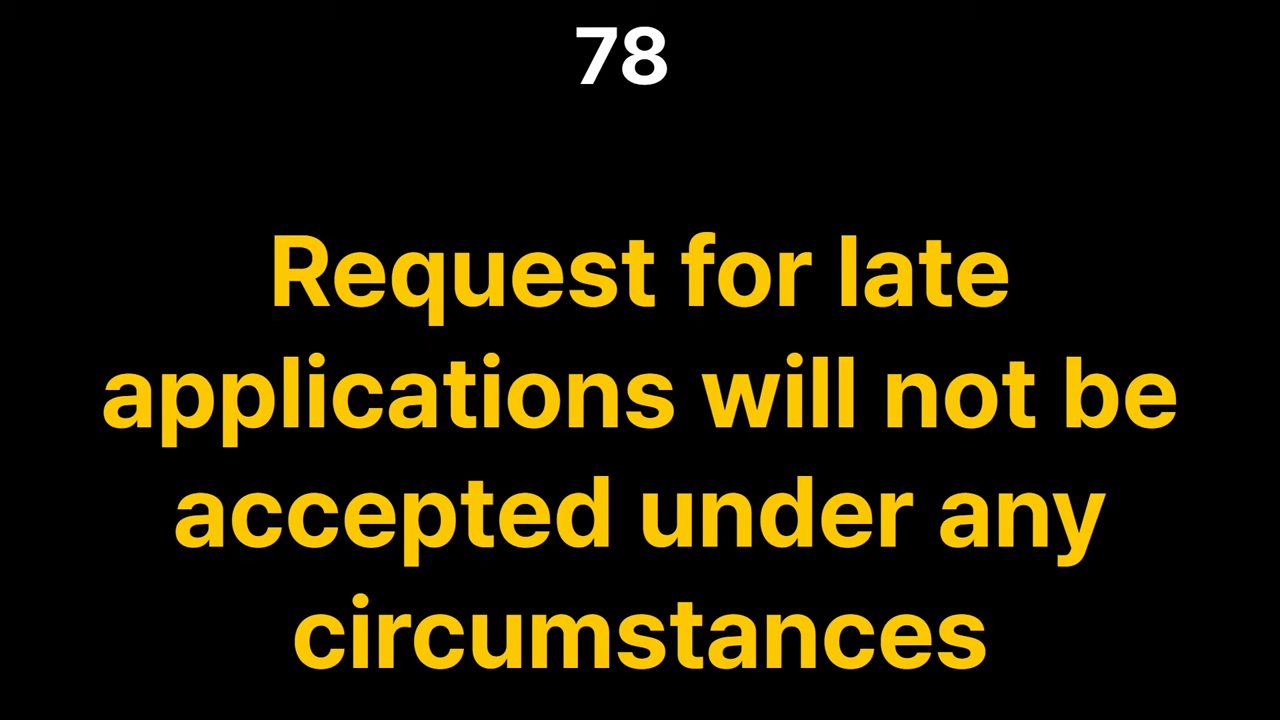 78
Request for late
applications will not be
accepted under any
circumstances